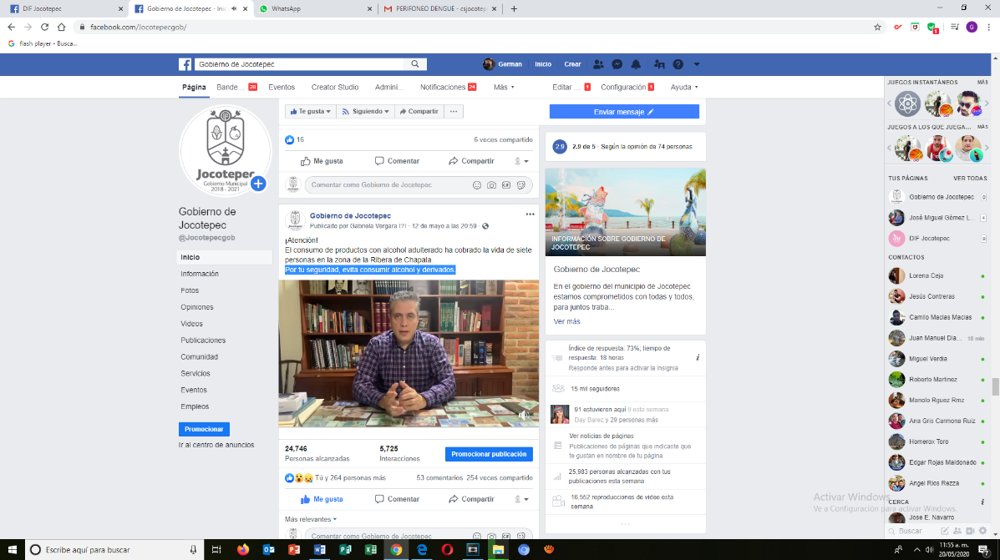 DIF Jocotepec
Gobierno de Jocotepec - Ini
WhatsApp
PERIFONEO DENGUE - csjocotep
facebook.com/Jocotepecgob/
flash player - Busca...
Gobierno de Jocotepec
German
Inicio
Crear
Página
Bande... 20
Eventos
Creator Studio
Admini...
Notificaciones 24
Más
Editar ... 1
Configuración 1
Ayuda
Jocotepec
Gobierno Municipal
2018 - 2021
Gobierno de
Jocotepec
@Jocotepecgob
Inicio
Información
Fotos
Opiniones
Videos
Publicaciones
Comunidad
Servicios
Eventos
Empleos
Promocionar
Ir al centro de anuncios
Te gusta
Siguiendo
Compartir
...
16
6 veces compartido
Me gusta
Comentar
Compartir
Comentar como Gobierno de Jocotepec
Gobierno de Jocotepec
Publicado por Gabriela Vergara [?] · 12 de mayo a las 20:59 ·
¡Atención!
El consumo de productos con alcohol adulterado ha cobrado la vida de siete
personas en la zona de la Ribera de Chapala.
Por tu seguridad, evita consumir alcohol y derivados.
24,746
Personas alcanzadas
5,725
Interacciones
Promocionar publicación
Tú y 264 personas más
53 comentarios
254 veces compartido
Me gusta
Comentar
Compartir
Más relevantes
Comentar como Gobierno de Jocotepec
Enviar mensaje
2.9
2.9 de 5 · Según la opinión de 74 personas
INFORMACIÓN SOBRE GOBIERNO DE
JOCOTEPEC
Gobierno de Jocotepec
En el gobierno del municipio de Jocotepec
estamos comprometidos con todas y todos,
para juntos traba...
Ver más
Índice de respuesta: 73%; tiempo de
respuesta: 18 horas
Responde antes para activar la insignia
15 mil seguidores
91 estuvieron aquí 0 esta semana
Day Barez y 29 personas más
Ver noticias de páginas
Publicaciones de páginas que indicaste que
te gustan en nombre de tu página
25,983 personas alcanzadas con tus
publicaciones esta semana
16,552 reproducciones de video esta
semana
JUEGOS INSTANTÁNEOS
MÁS
JUEGOS A LOS QUE JUEGA...
MÁS
TUS PÁGINAS
VER TODAS
Gobierno de Jocotepec
José Miguel Gómez L...
DIF Jocotepec
CONTACTOS
Lorena Ceja
Jesús Contreras
Camilo Macías Macias
Juan Manuel Dia... 10 min
Miguel Verdia
Roberto Martinez
Manolo Rguez Rmz
Ana Gris Carmona Ruiz
Homerox Toro
Edgar Rojas Maldonado
Angel Rios Rezza
CERCA
Jose E. Navarro
Buscar
Activar Windows
Ve a Configuración para activar Windows.
Escribe aquí para buscar
11:55 a. m.
20/05/2020